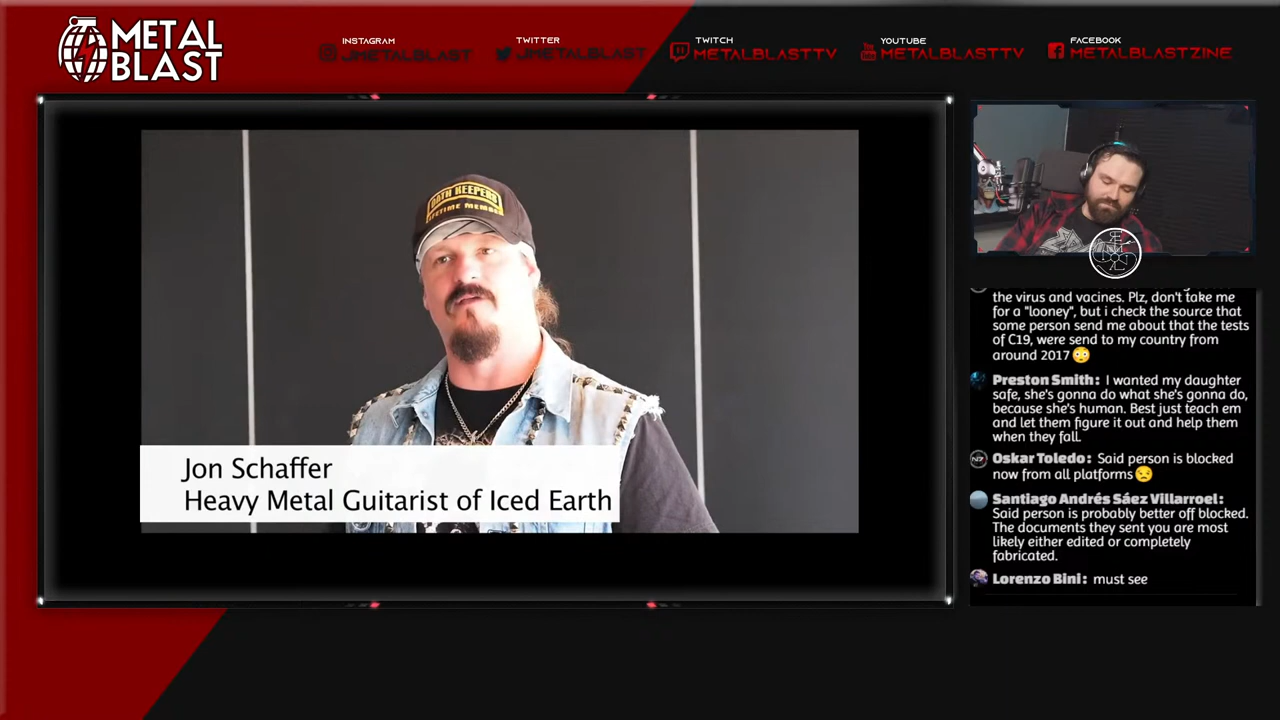 METAL
BLAST
INSTAGRAM
JMETALBLAST
TWITTER
JMETALBLAST
TWITCH
METALBLASTTV
YOUTUBE
METALBLASTTV
FACEBOOK
METALBLASTZINE
OATH KEEPERS
LIFETIME MEMBER
Jon Schaffer
Heavy Metal Guitarist of Iced Earth
the virus and vacines. Plz, don't take me
for a "looney", but i check the source that
some person send me about that the tests
of C19, were send to my country from
around 2017
Preston Smith: I wanted my daughter
safe, she's gonna do what she's gonna do,
because she's human. Best just teach em
and let them figure it out and help them
when they fall.
Oskar Toledo: Said person is blocked
now from all platforms
Santiago Andrés Sáez Villarroel:
Said person is probably better off blocked.
The documents they sent you are most
likely either edited or completely
fabricated.
Lorenzo Bini: must see